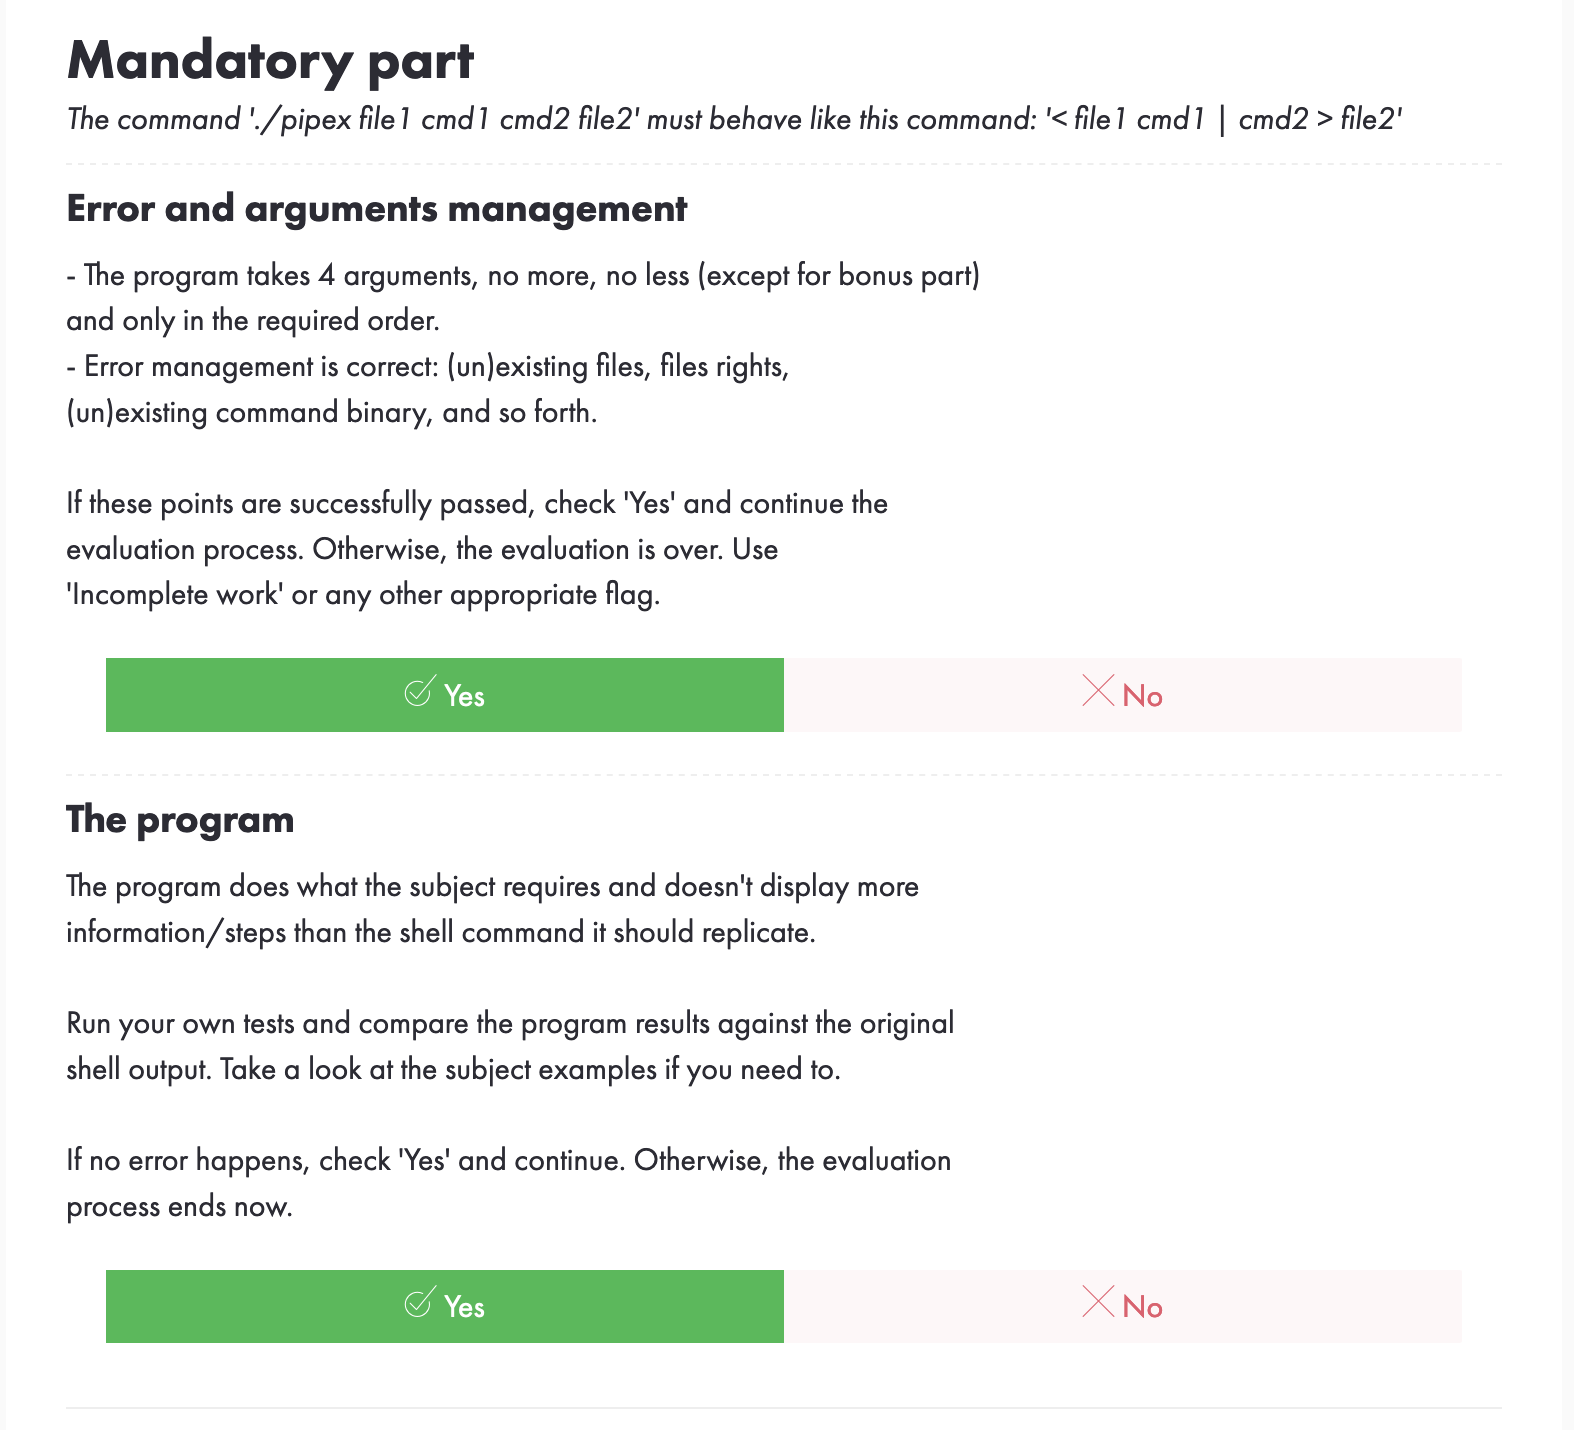 Mandatory part
The command './pipex file1 cmd1 cmd2 file2' must behave like this command: '< file1 cmd1 | cmd2 > file2'
Error and arguments management
- The program takes 4 arguments, no more, no less (except for bonus part)
and only in the required order.
- Error management is correct: (un)existing files, files rights,
(un)existing command binary, and so forth.
If these points are successfully passed, check 'Yes' and continue the
evaluation process. Otherwise, the evaluation is over. Use
'Incomplete work' or any other appropriate flag.
Yes
No
The program
The program does what the subject requires and doesn't display more
information/steps than the shell command it should replicate.
Run your own tests and compare the program results against the original
shell output. Take a look at the subject examples if you need to.
If no error happens, check 'Yes' and continue. Otherwise, the evaluation
process ends now.
Yes
No